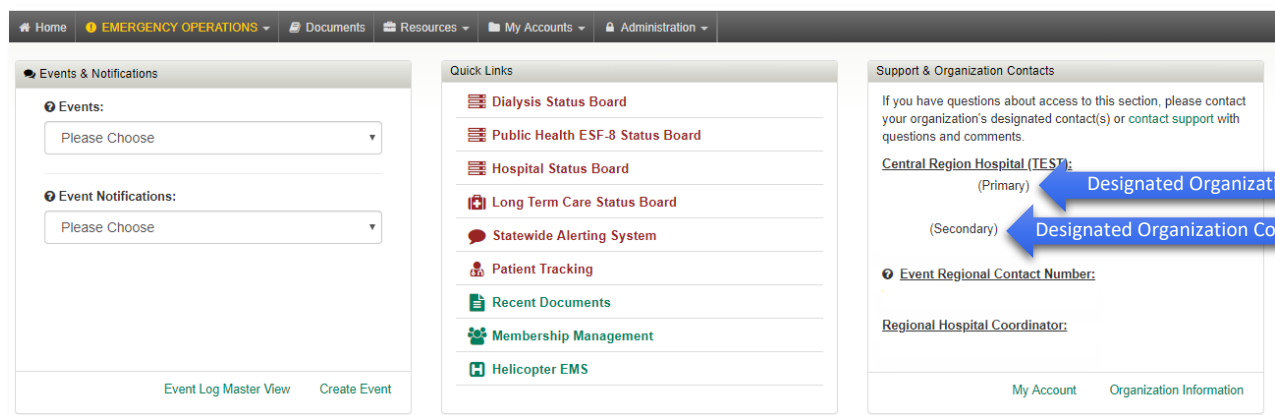 Home EMERGENCY OPERATIONS Documents Resources My Accounts Administration
Events & Notifications
Events:
Please Choose
Event Notifications:
Please Choose
Event Log Master View Create Event
Quick Links
Dialysis Status Board
Public Health ESF-8 Status Board
Hospital Status Board
Long Term Care Status Board
Statewide Alerting System
Patient Tracking
Recent Documents
Membership Management
Helicopter EMS
Support & Organization Contacts
If you have questions about access to this section, please contact
your organization's designated contact(s) or contact support with
questions and comments.
Central Region Hospital (TEST):
(Primary) Designated Organizati
(Secondary) Designated Organization Co
Event Regional Contact Number:
Regional Hospital Coordinator:
My Account Organization Information